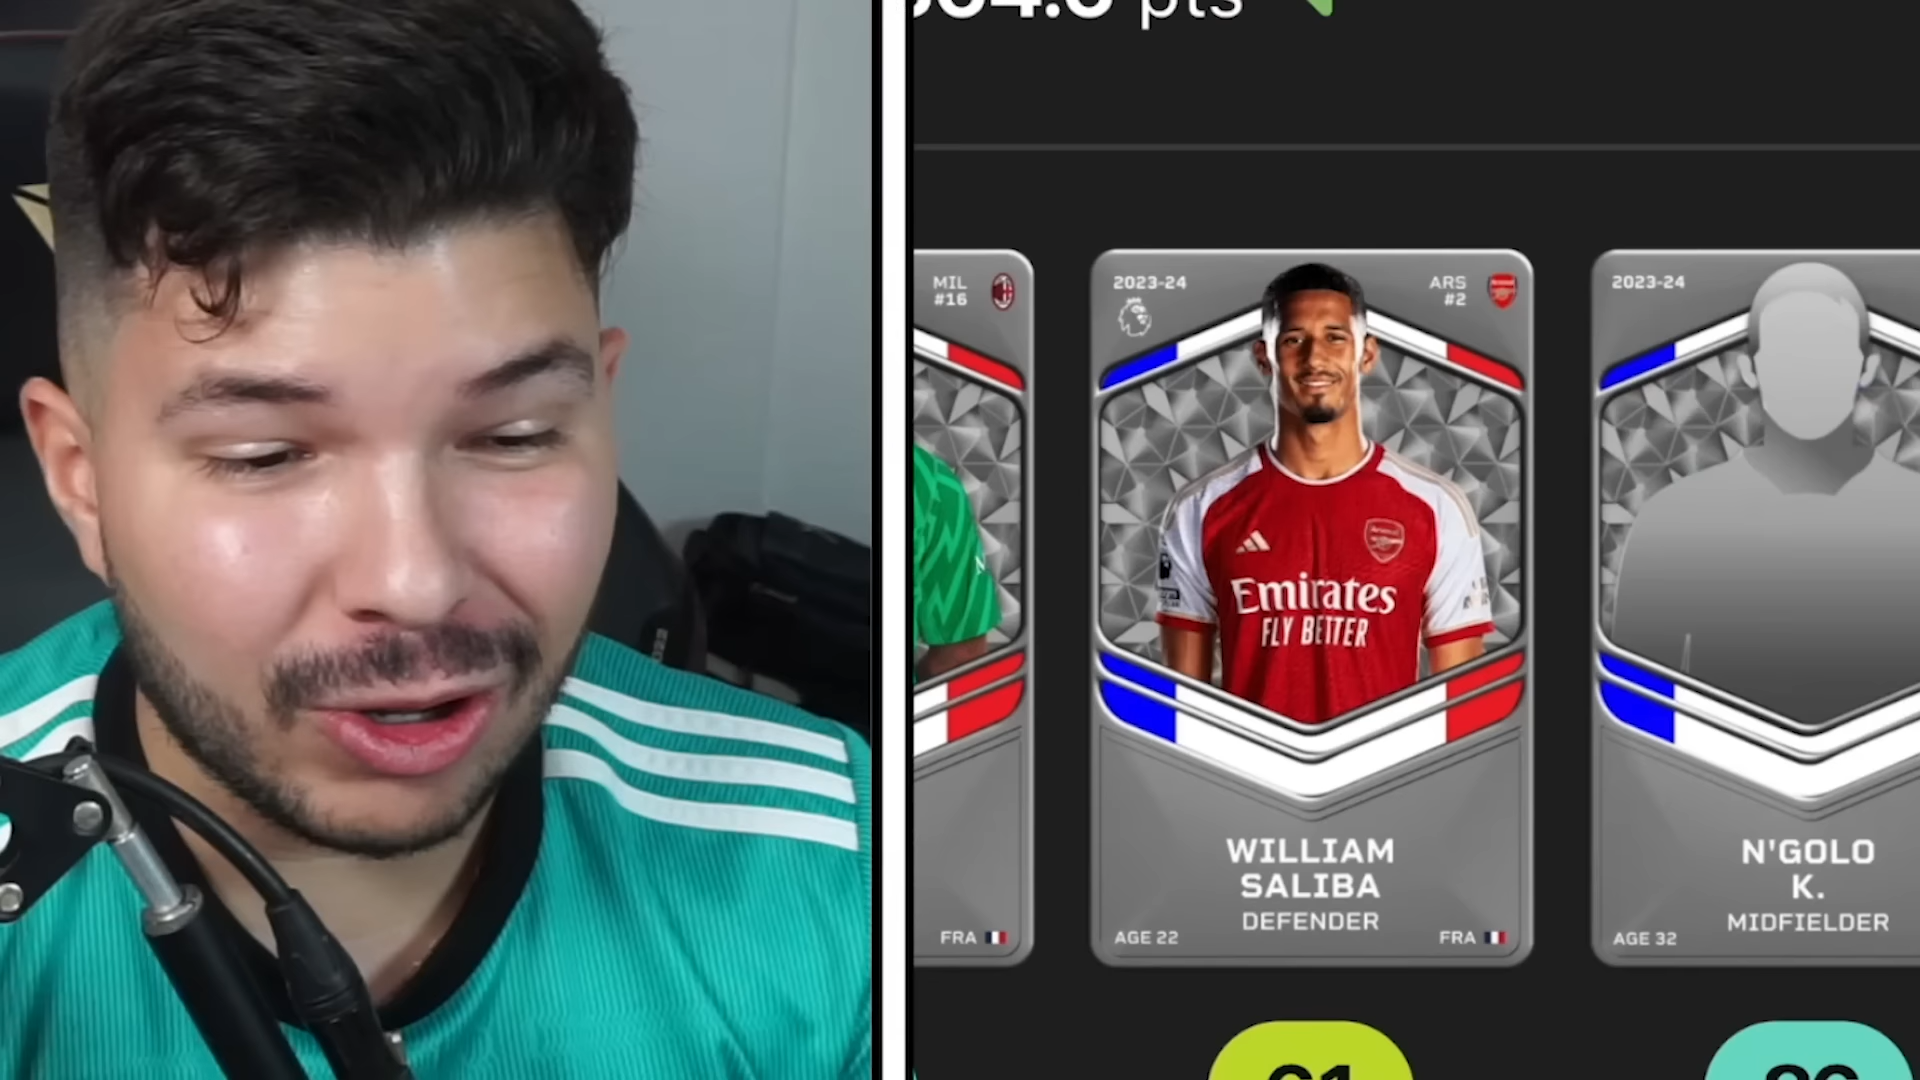 pts
MIL
#16
FRA
2023-24
ARS
#2
Emirates
FLY BETTER
WILLIAM
SALIBA
DEFENDER
AGE 22
FRA
2023-24
N'GOLO
K.
MIDFIELDER
AGE 32